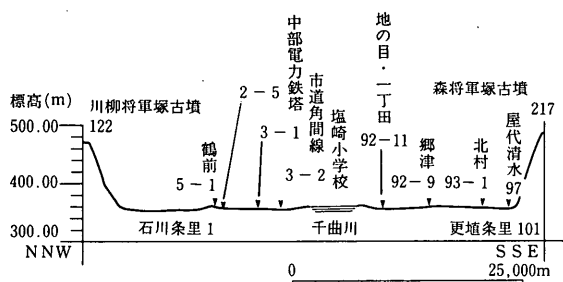 標高(m)
500.00
400.00
300.00
NNW
川柳将軍塚古墳
122
鶴前
5-1
2-5
3-1
中部電力鉄塔
市道角間線
3-2
塩崎小学校
地の目・一丁田
92-11
郷津
92-9
北村
93-1
屋代清水
97
森将軍塚古墳
217
石川条里1
千曲川
更埴条里101
SSE
0
25,000m